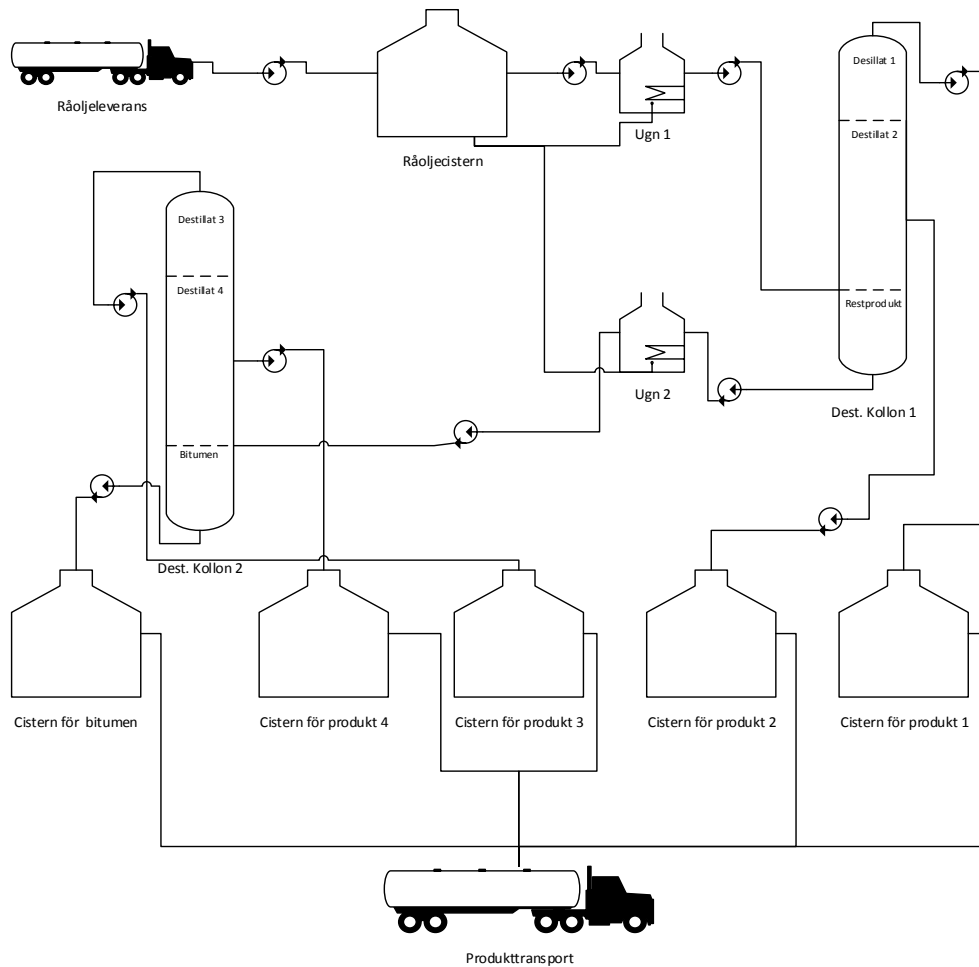 Desillat 1
Råoljeleverans
Destillat 2
Ugn 1
Råoljecistern
Destillat 3
Destillat 4
Restprodukt
Ugn 2
Dest. Kollon 1
Bitumen
Dest. Kollon 2
Cistern för bitumen
Cistern för produkt 4
Cistern för produkt 3
Cistern för produkt 2
Cistern för produkt 1
Produkttransport